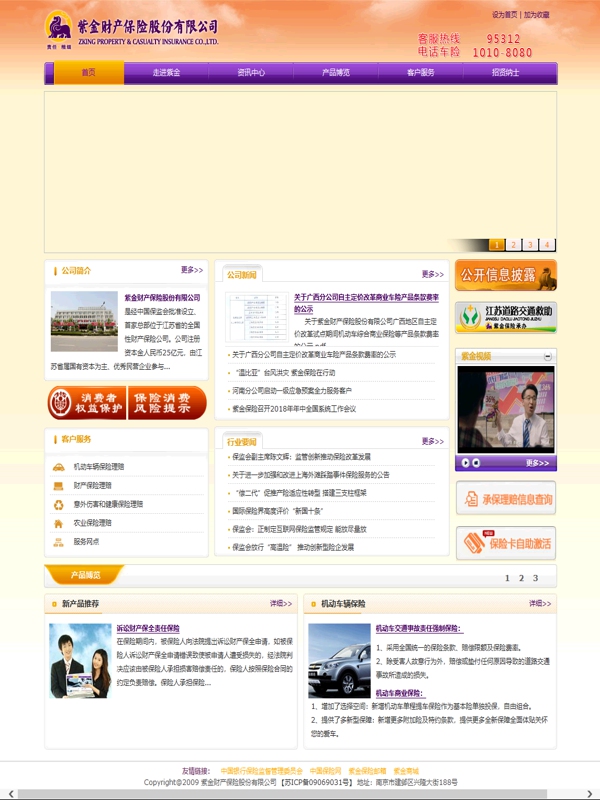 设为首页 | 加为收藏
紫金财产保险股份有限公司
ZKING PROPERTY & CASUALTY INSURANCE CO.,LTD.
责任 稳健
客服热线 95312
电话车险 1010-8080
首页 走进紫金 资讯中心 产品博览 客户服务 招贤纳士
1 2 3 4
公司简介 更多>>
紫金财产保险股份有限公司
是经中国保监会批准设立,
首家总部位于江苏省的全国
性财产保险公司。公司注册
资本金人民币25亿元,由江
苏省属国有资本为主、优秀民营企业参与...
消费者权益保护 保险消费风险提示
客户服务
机动车辆保险理赔
财产保险理赔
意外伤害和健康保险理赔
农业保险理赔
服务网点
公司新闻 更多>>
关于广西分公司自主定价改革商业车险产品条款费率
的公示
关于紫金财产保险股份有限公司广西地区自主定
价改革试点期间机动车综合商业保险等产品条款费率
关于广西分公司自主定价改革商业车险产品条款费率的公示
“温比亚”台风洪灾 紫金保险在行动
河南分公司启动一级应急预案全力服务客户
紫金保险召开2018年年中全国系统工作会议
行业要闻 更多>>
保监会副主席陈文辉:监管创新推动保险改革发展
关于进一步加强和改进上海外滩踩踏事件保险服务的公告
“偿二代”促推产险适应性转型 搭建三支柱框架
国际保险界高度评价“新国十条”
保监会:正制定互联网保险监管规定 能放尽量放
保监会放行“高温险” 推动创新型险企发展
公开信息披露
江苏道路交通救助
JIANGSU DAOLU JIAOTONG JIUZHU
紫金保险承办
紫金视频
更多>>
承保理赔信息查询
保险卡自助激活
产品博览
1 2 3
新产品推荐 详细>>
诉讼财产保全责任保险
在保险期间内,被保险人向法院提出诉讼财产保全申请,如被保
险人诉讼财产保全申请错误致使被申请人遭受损失的,经法院判
决应该由被保险人承担损害赔偿责任的,保险人按照保险合同的
约定负责赔偿。保险人承担保险...
机动车辆保险 详细>>
机动车交通事故责任强制保险:
1、采用全国统一的保险条款、赔偿限额及保险费率。
2、除受害人故意行为外,赔偿或垫付任何原因导致的道路交通
事故所造成的损失。
机动车商业保险:
1、增加了选择空间:新增机动车单程提车保险作为基本险单独投保,自由组合。
2、提供了多新型保障:新增更多附加险及特约条款,提供更多全新保障全面体贴关怀
您的爱车。
友情链接: 中国银行保险监督管理委员会 中国保险网 紫金保险邮箱 紫金商城
Copyright@2009 紫金财产保险股份有限公司 【苏ICP备09069031号】 地址:南京市建邺区兴隆大街188号